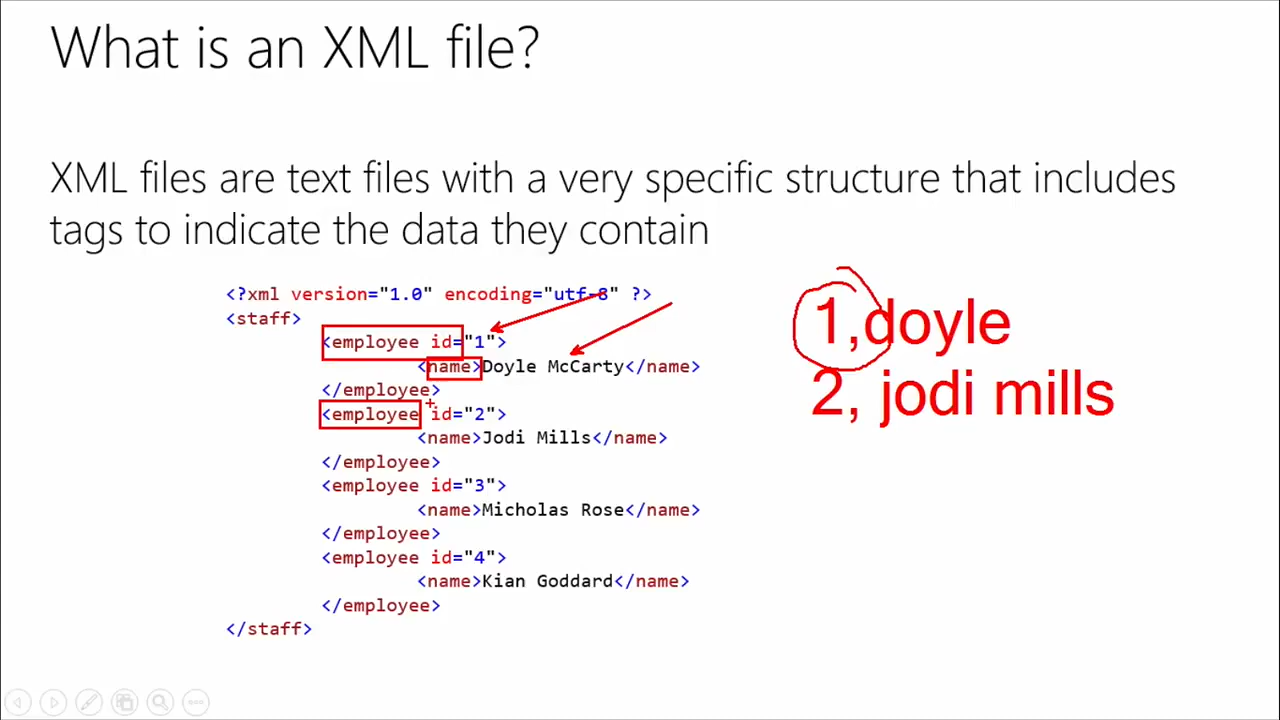 What is an XML file?
XML files are text files with a very specific structure that includes
tags to indicate the data they contain
<?xml version="1.0" encoding="utf-8" ?>
<staff>
<employee id="1">
<name>Doyle McCarty</name>
</employee>
<employee id="2">
<name>Jodi Mills</name>
</employee>
<employee id="3">
<name>Micholas Rose</name>
</employee>
<employee id="4">
<name>Kian Goddard</name>
</employee>
</staff>
1,doyle
2, jodi mills